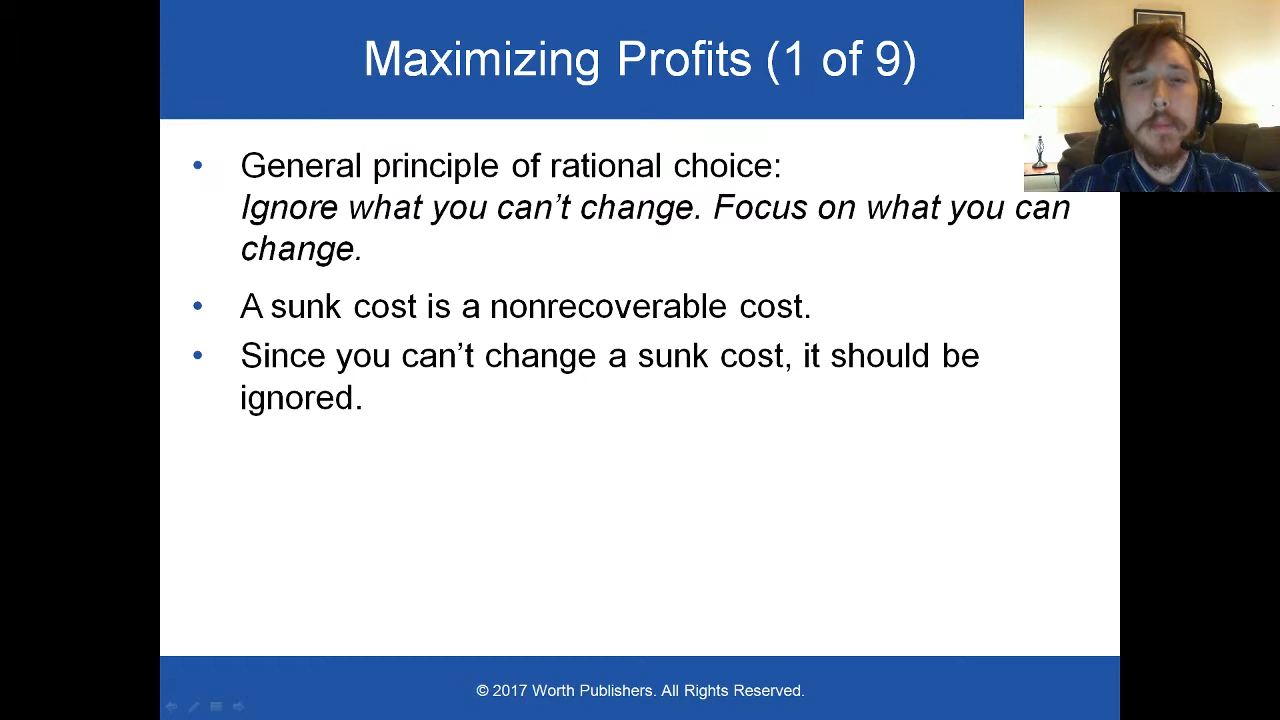 Maximizing Profits (1 of 9)
• General principle of rational choice:
Ignore what you can’t change. Focus on what you can
change.
• A sunk cost is a nonrecoverable cost.
• Since you can’t change a sunk cost, it should be
ignored.
© 2017 Worth Publishers. All Rights Reserved.